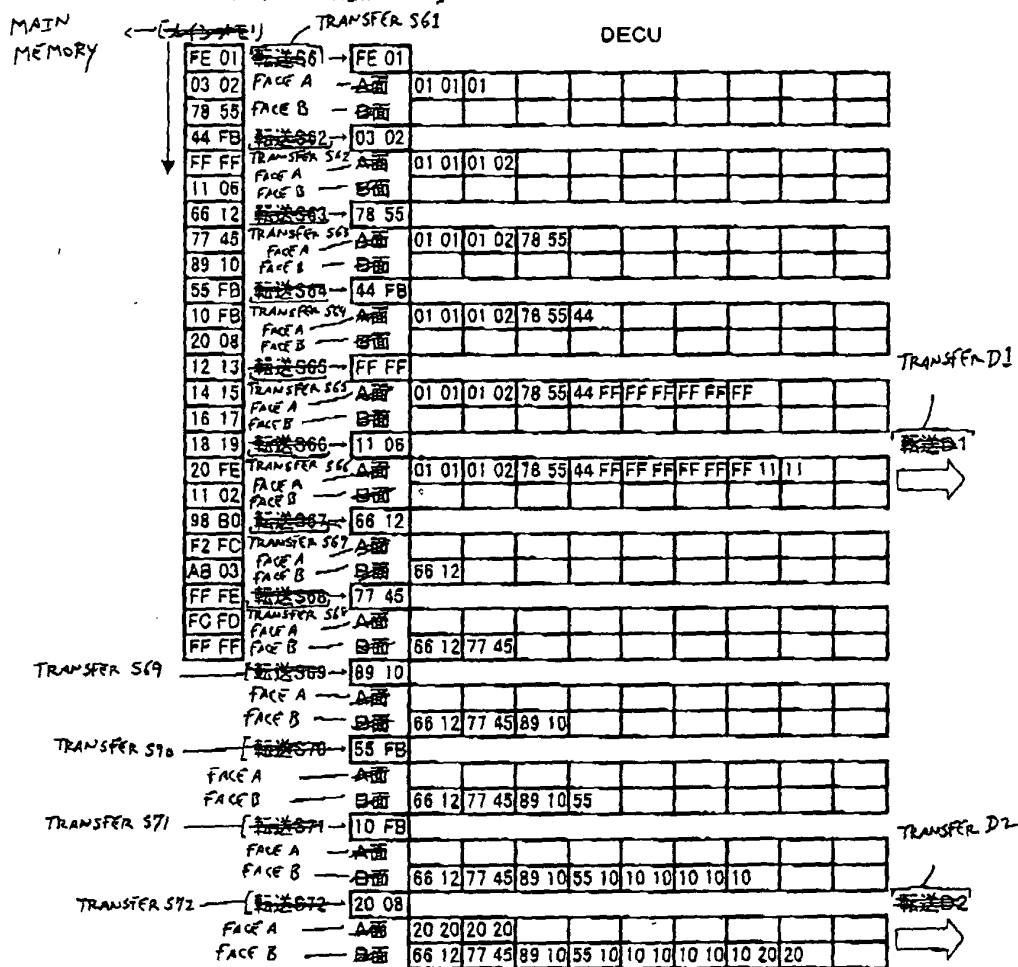 MAIN MEMORY ← メインメモリ
TRANSFER S61
DECU
FE 01 転送S61→ FE 01
03 02 FACE A A面 01 01 01
78 55 FACE B B面
44 FB 転送S62→ 03 02
FF FF TRANSFER S62 FACE A A面 01 01 01 02
11 06 FACE B B面
66 12 転送S63→ 78 55
77 45 TRANSFER S63 FACE A A面 01 01 01 02 78 55
89 10 FACE B B面
55 FB 転送S64→ 44 FB
10 FB TRANSFER S64 FACE A A面 01 01 01 02 78 55 44
20 08 FACE B B面
12 13 転送S65→ FF FF
TRANSFER D1
14 15 TRANSFER S65 FACE A A面 01 01 01 02 78 55 44 FF FF FF FF FF FF
16 17 FACE B B面
18 19 転送S66→ 11 06
転送D1
20 FE TRANSFER S66 FACE A A面 01 01 01 02 78 55 44 FF FF FF FF FF FF 11 11
11 02 FACE B B面
98 B0 転送S67→ 66 12
F2 FC TRANSFER S67 FACE A A面
AB 03 FACE B B面 66 12
FF FE 転送S68→ 77 45
FC FD TRANSFER S68 FACE A A面
FF FF FACE B B面 66 12 77 45
TRANSFER S69 転送S69→ 89 10
FACE A A面
FACE B B面 66 12 77 45 89 10
TRANSFER S70 転送S70→ 55 FB
FACE A A面
FACE B B面 66 12 77 45 89 10 55
TRANSFER S71 転送S71→ 10 FB
TRANSFER D2
FACE A A面
FACE B B面 66 12 77 45 89 10 55 10 10 10 10 10 10
TRANSFER S72 転送S72→ 20 08
転送D2
FACE A A面 20 20 20 20
FACE B B面 66 12 77 45 89 10 55 10 10 10 10 10 10 20 20